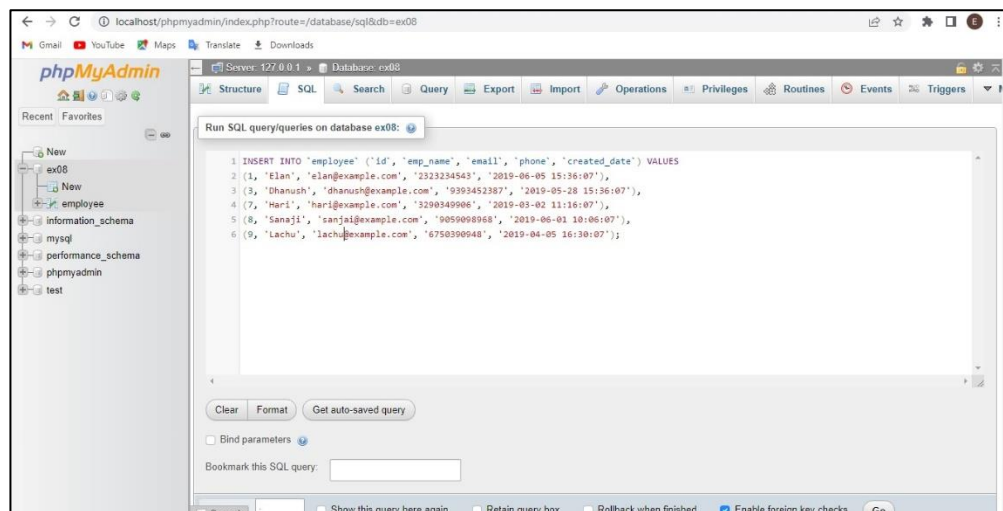 localhost/phpmyadmin/index.php?route=/database/sql&db=ex08
E
Gmail YouTube Maps Translate Downloads
phpMyAdmin
Recent Favorites
New
ex08
New
employee
information_schema
mysql
performance_schema
phpmyadmin
test
Server: 127.0.0.1 » Database: ex08
Structure SQL Search Query Export Import Operations Privileges Routines Events Triggers
Run SQL query/queries on database ex08:
1 INSERT INTO `employee` (`id`, `emp_name`, `email`, `phone`, `created_date`) VALUES
2 (1, 'Elan', 'elan@example.com', '2323234543', '2019-06-05 15:36:07'),
3 (3, 'Dhanush', 'dhanush@example.com', '9393452387', '2019-05-28 15:36:07'),
4 (7, 'Hari', 'hari@example.com', '3290349906', '2019-03-02 11:16:07'),
5 (8, 'Sanaji', 'sanjai@example.com', '9059098968', '2019-06-01 10:06:07'),
6 (9, 'Lachu', 'lachu@example.com', '6750390948', '2019-04-05 16:30:07');
Clear Format Get auto-saved query
Bind parameters
Bookmark this SQL query:
Show this query here again Retain query box Rollback when finished Enable foreign key checks Go